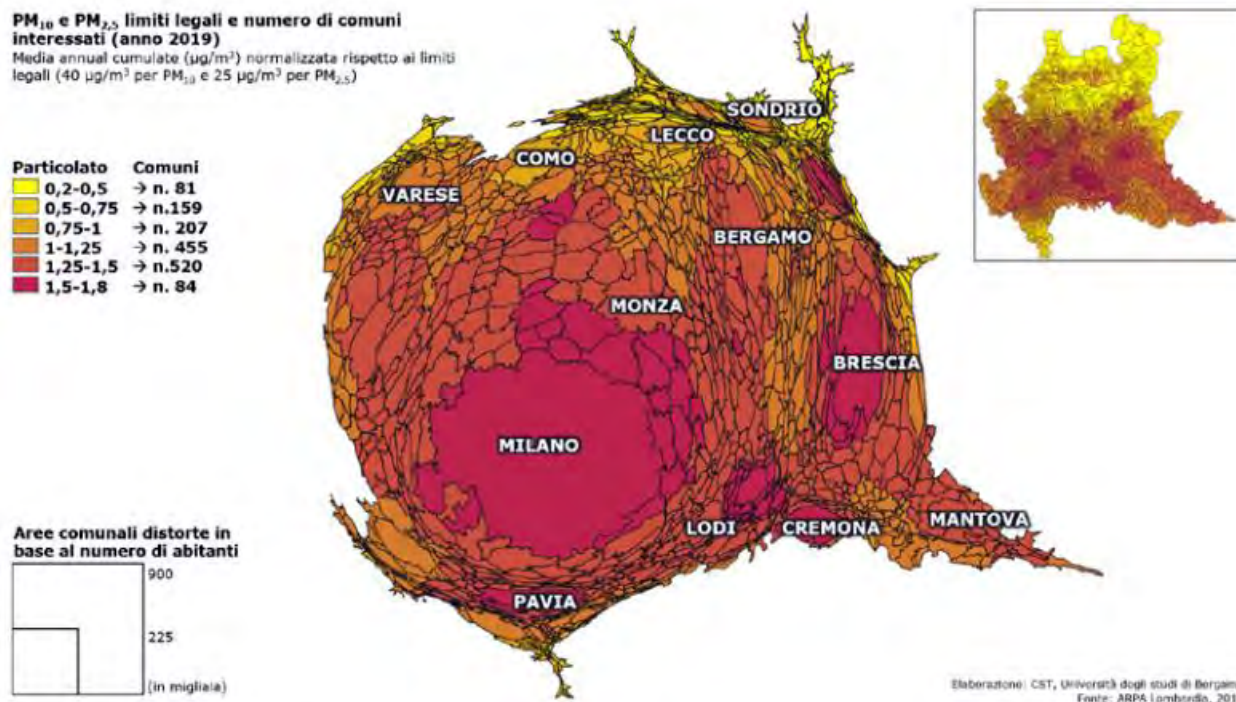 PM₁₀ e PM₂,₅ limiti legali e numero di comuni
interessati (anno 2019)
Media annual cumulate (µg/m³) normalizzata rispetto ai limiti
legali (40 µg/m³ per PM₁₀ e 25 µg/m³ per PM₂,₅)
Particolato Comuni
0,2-0,5 → n. 81
0,5-0,75 → n.159
0,75-1 → n. 207
1-1,25 → n. 455
1,25-1,5 → n.520
1,5-1,8 → n. 84
SONDRIO
LECCO
COMO
VARESE
BERGAMO
MONZA
BRESCIA
MILANO
LODI
CREMONA
MANTOVA
PAVIA
Aree comunali distorte in
base al numero di abitanti
900
225
(in migliaia)
Elaborazione: CST, Università degli studi di Bergam
Fonte: ARPA Lombardia, 201